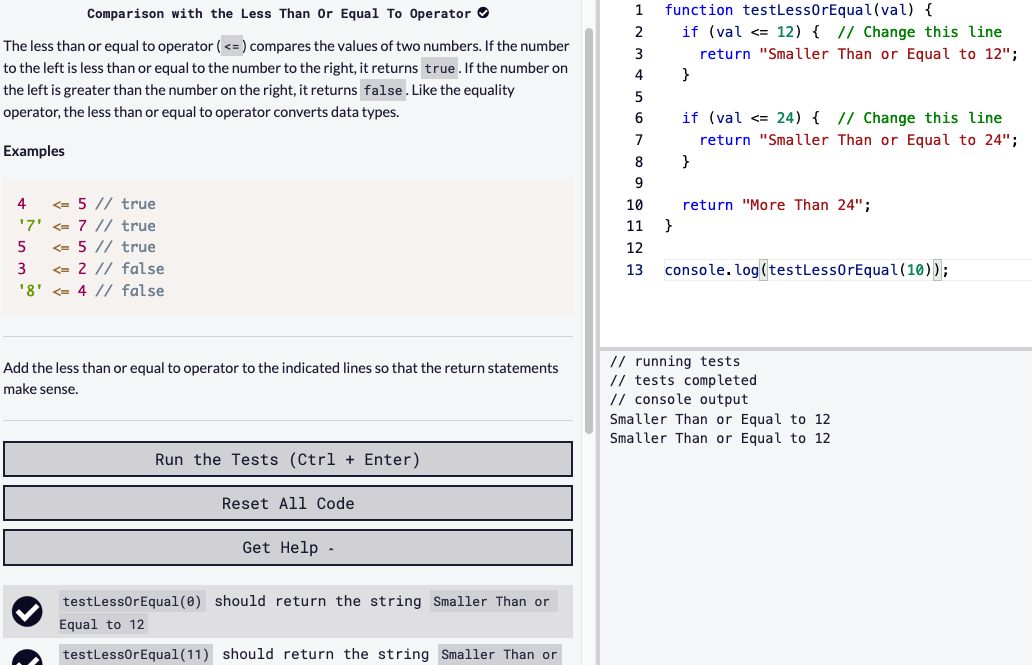 Comparison with the Less Than Or Equal To Operator
The less than or equal to operator ( <= ) compares the values of two numbers. If the number
to the left is less than or equal to the number to the right, it returns true . If the number on
the left is greater than the number on the right, it returns false . Like the equality
operator, the less than or equal to operator converts data types.
Examples
4   <= 5 // true
'7' <= 7 // true
5   <= 5 // true
3   <= 2 // false
'8' <= 4 // false
Add the less than or equal to operator to the indicated lines so that the return statements
make sense.
Run the Tests (Ctrl + Enter)
Reset All Code
Get Help
testLessOrEqual(0) should return the string Smaller Than or
Equal to 12
testLessOrEqual(11) should return the string Smaller Than or
1 function testLessOrEqual(val) {
2   if (val <= 12) {  // Change this line
3     return "Smaller Than or Equal to 12";
4   }
5
6   if (val <= 24) {  // Change this line
7     return "Smaller Than or Equal to 24";
8   }
9
10   return "More Than 24";
11 }
12
13 console.log(testLessOrEqual(10));
// running tests
// tests completed
// console output
Smaller Than or Equal to 12
Smaller Than or Equal to 12